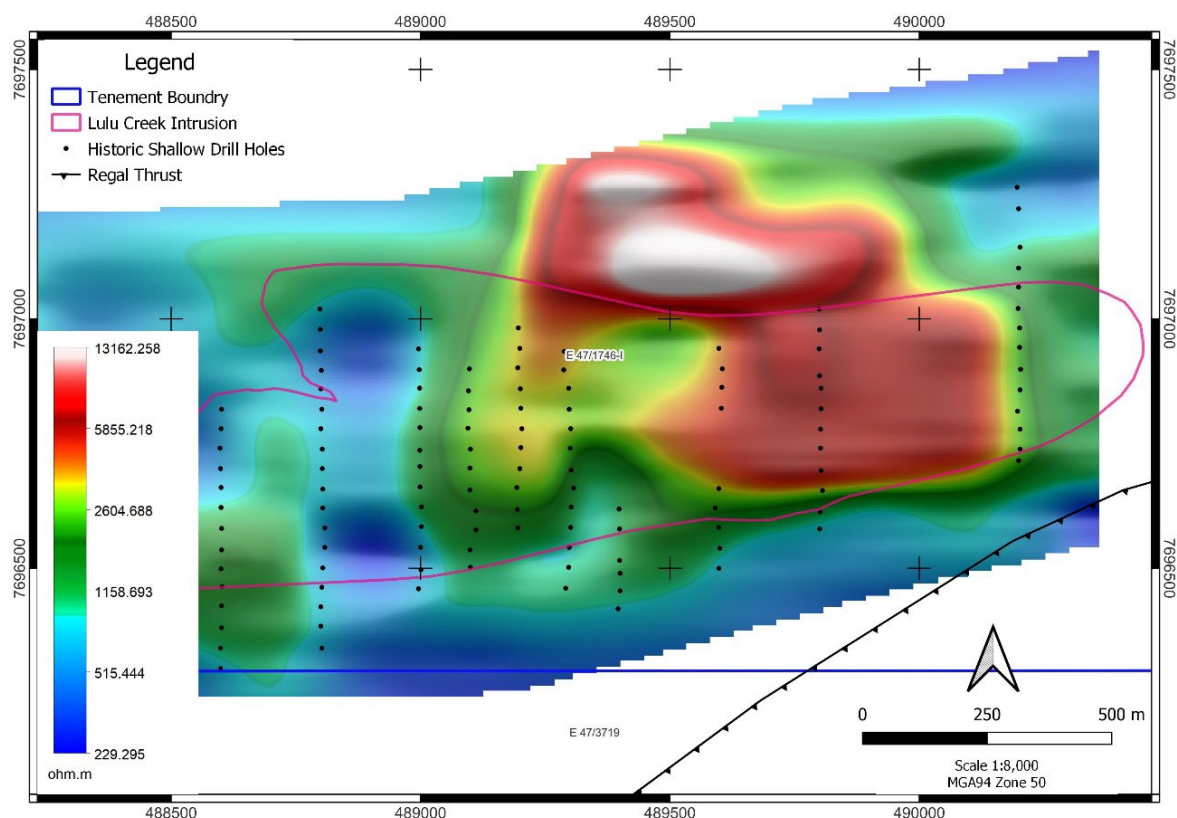 488500 489000 489500 490000
7697500
7697500
Legend
Tenement Boundry
Lulu Creek Intrusion
Historic Shallow Drill Holes
Regal Thrust
7697000
7697000
E 47/1746-I
13162.258
5855.218
2604.688
1158.693
515.444
229.295
ohm.m
7696500
7696500
E 47/3719
0 250 500 m
Scale 1:8,000
MGA94 Zone 50
488500 489000 489500 490000